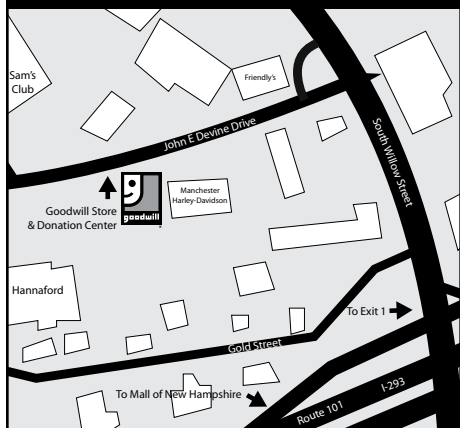 Sam's
Club
Friendly's
John E Devine Drive
South Willow Street
Manchester
Harley-Davidson
goodwill
Goodwill Store
& Donation Center
Hannaford
To Exit 1
Gold Street
To Mall of New Hampshire
I-293
Route 101